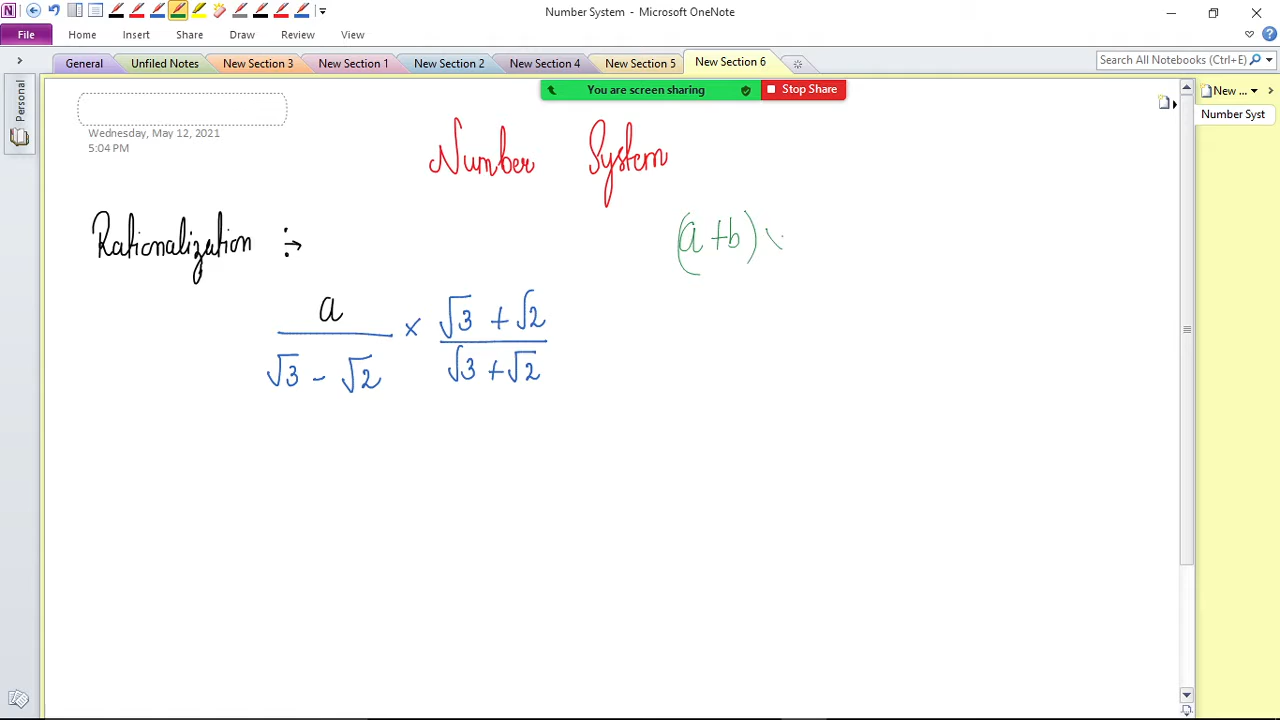 Number System - Microsoft OneNote
File Home Insert Share Draw Review View
General Unfiled Notes New Section 3 New Section 1 New Section 2 New Section 4 New Section 5 New Section 6
Search All Notebooks (Ctrl+E)
You are screen sharing Stop Share
New ...
Number Syst
Personal
Wednesday, May 12, 2021
5:04 PM
Number System
Rationalization :→
(a+b)
a / (√3 - √2) × (√3 + √2) / (√3 + √2)